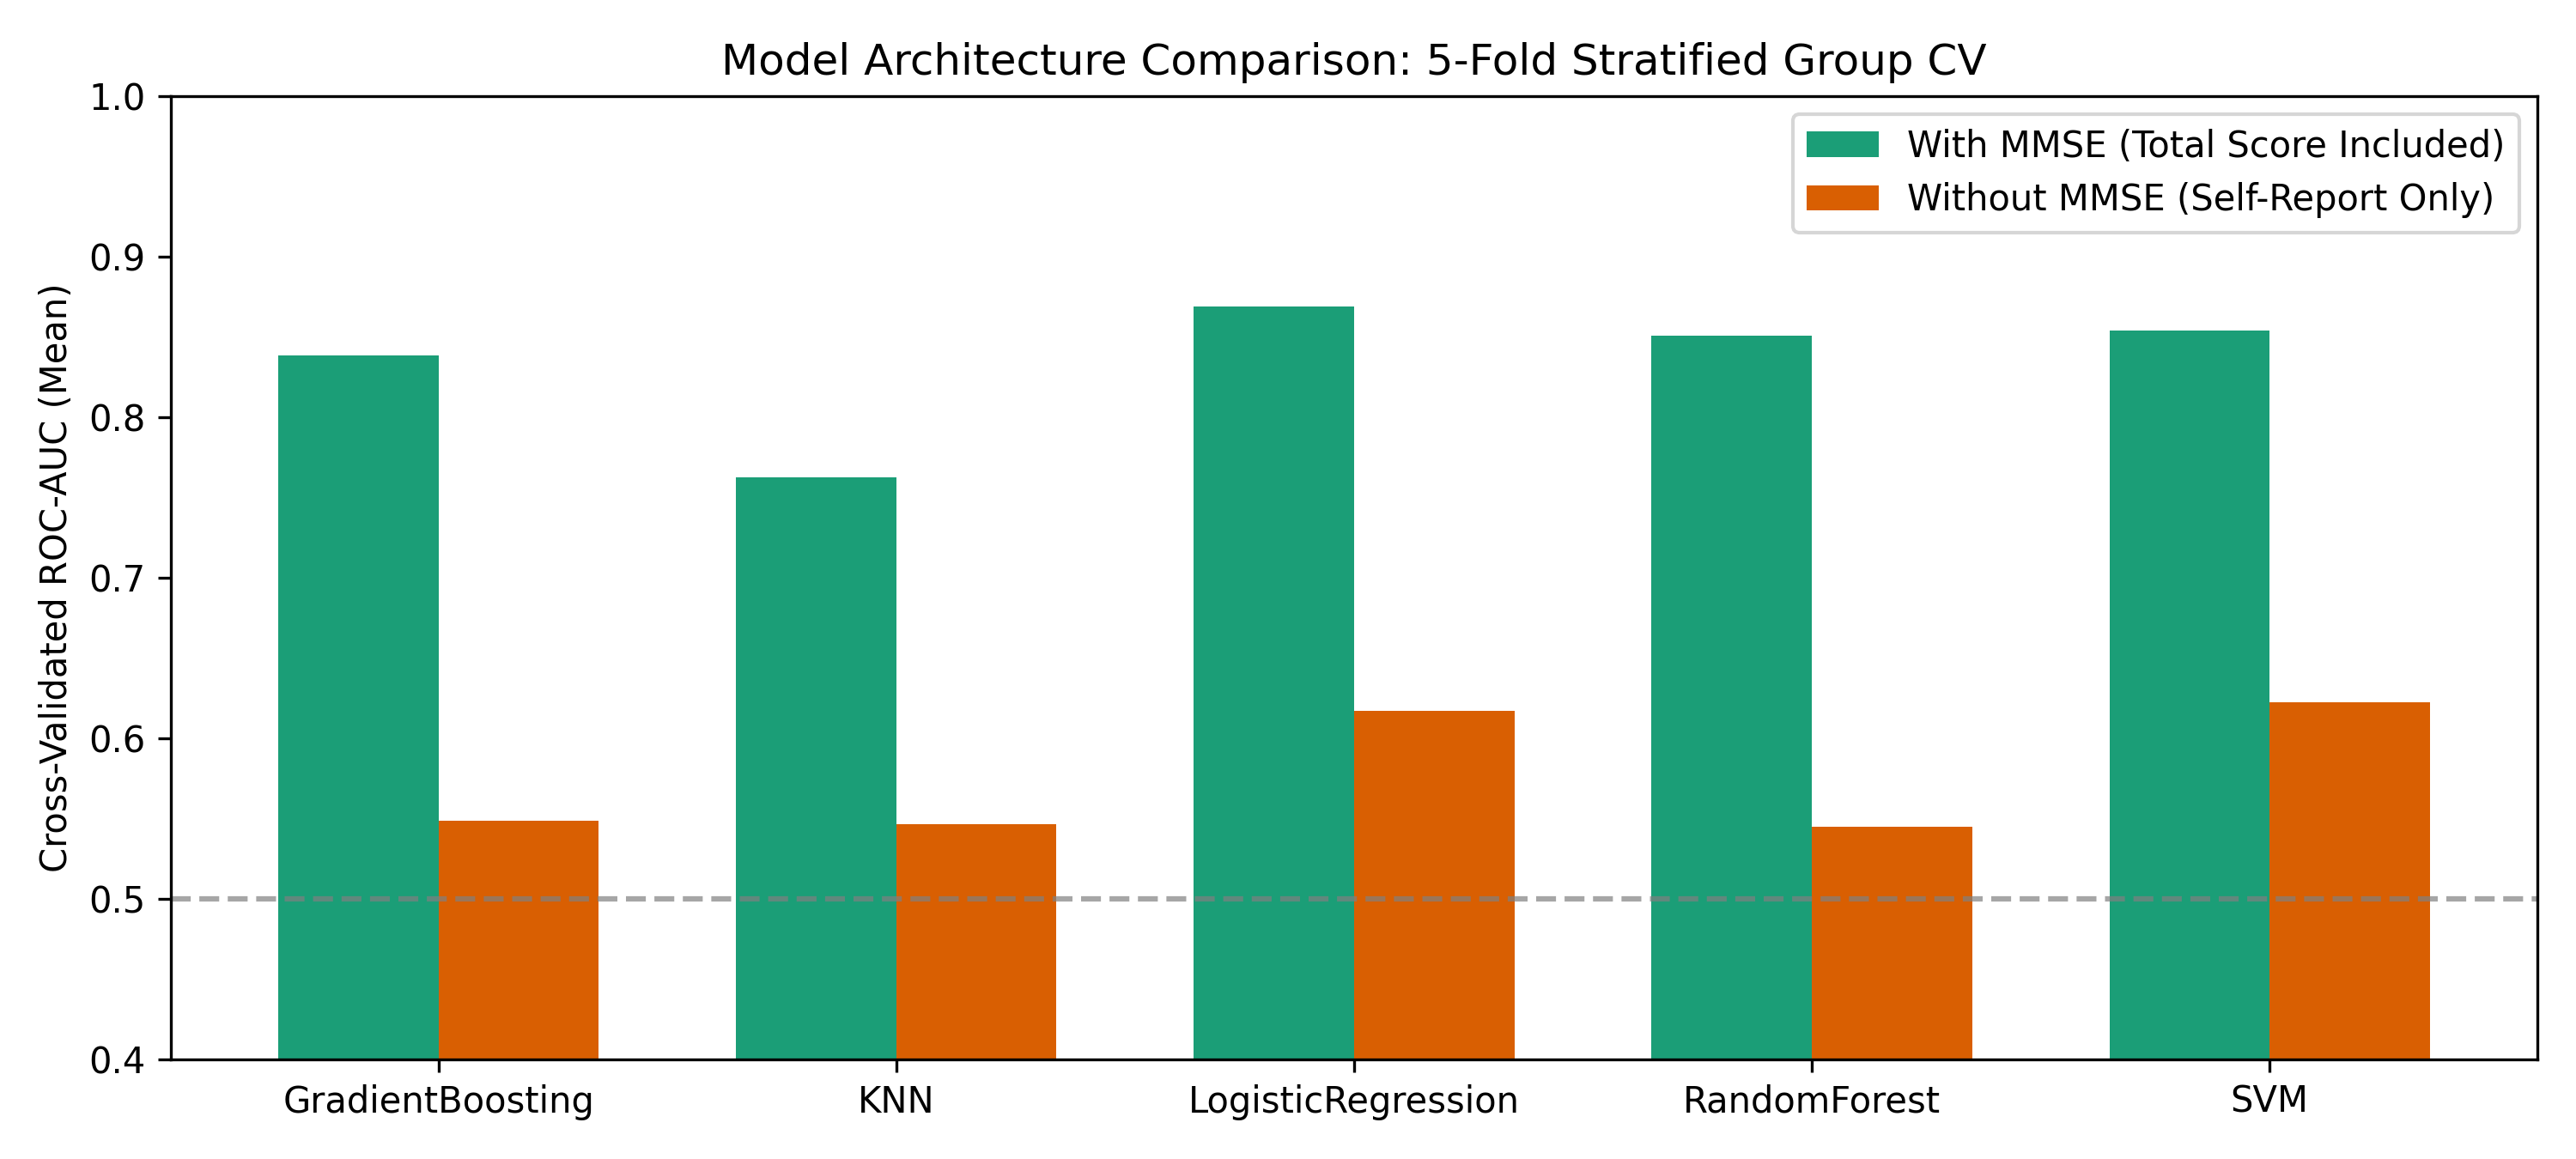 Model Architecture Comparison: 5-Fold Stratified Group CV
With MMSE (Total Score Included)
Without MMSE (Self-Report Only)
Cross-Validated ROC-AUC (Mean)
1.0
0.9
0.8
0.7
0.6
0.5
0.4
GradientBoosting
KNN
LogisticRegression
RandomForest
SVM